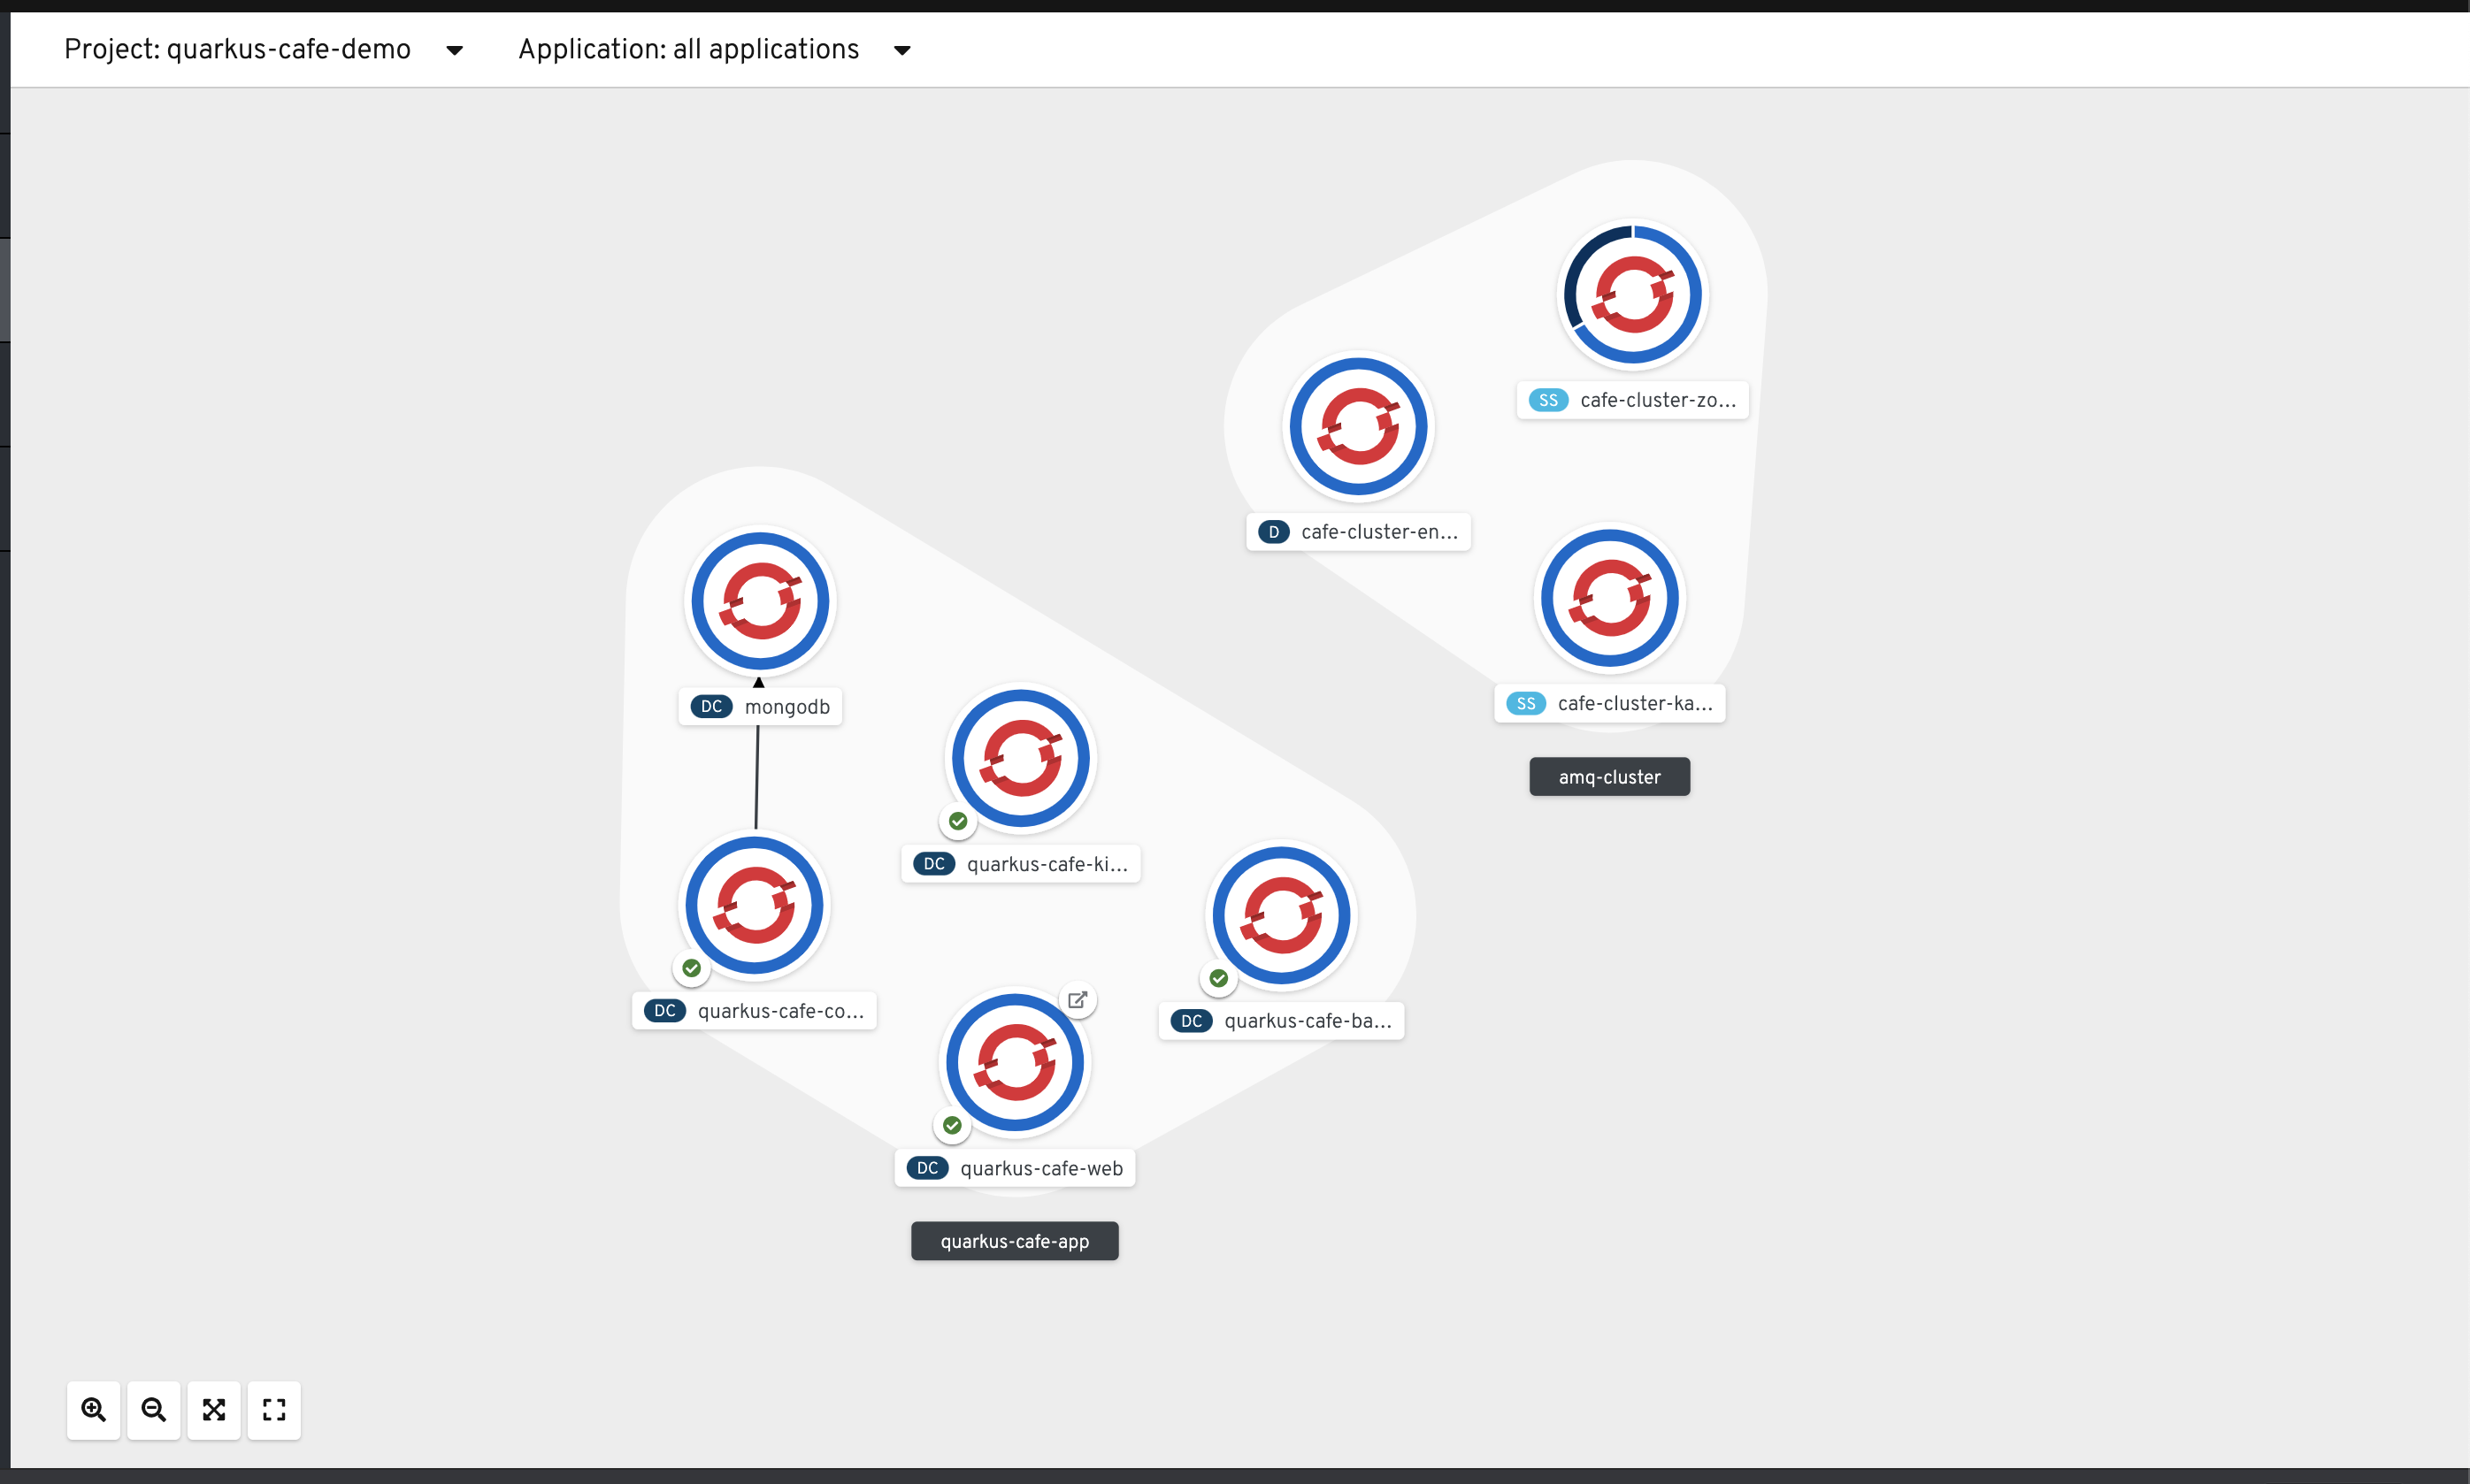 Project: quarkus-cafe-demo Application: all applications
SS cafe-cluster-zo...
D cafe-cluster-en...
SS cafe-cluster-ka...
amq-cluster
DC mongodb
DC quarkus-cafe-ki...
DC quarkus-cafe-co...
DC quarkus-cafe-ba...
DC quarkus-cafe-web
quarkus-cafe-app